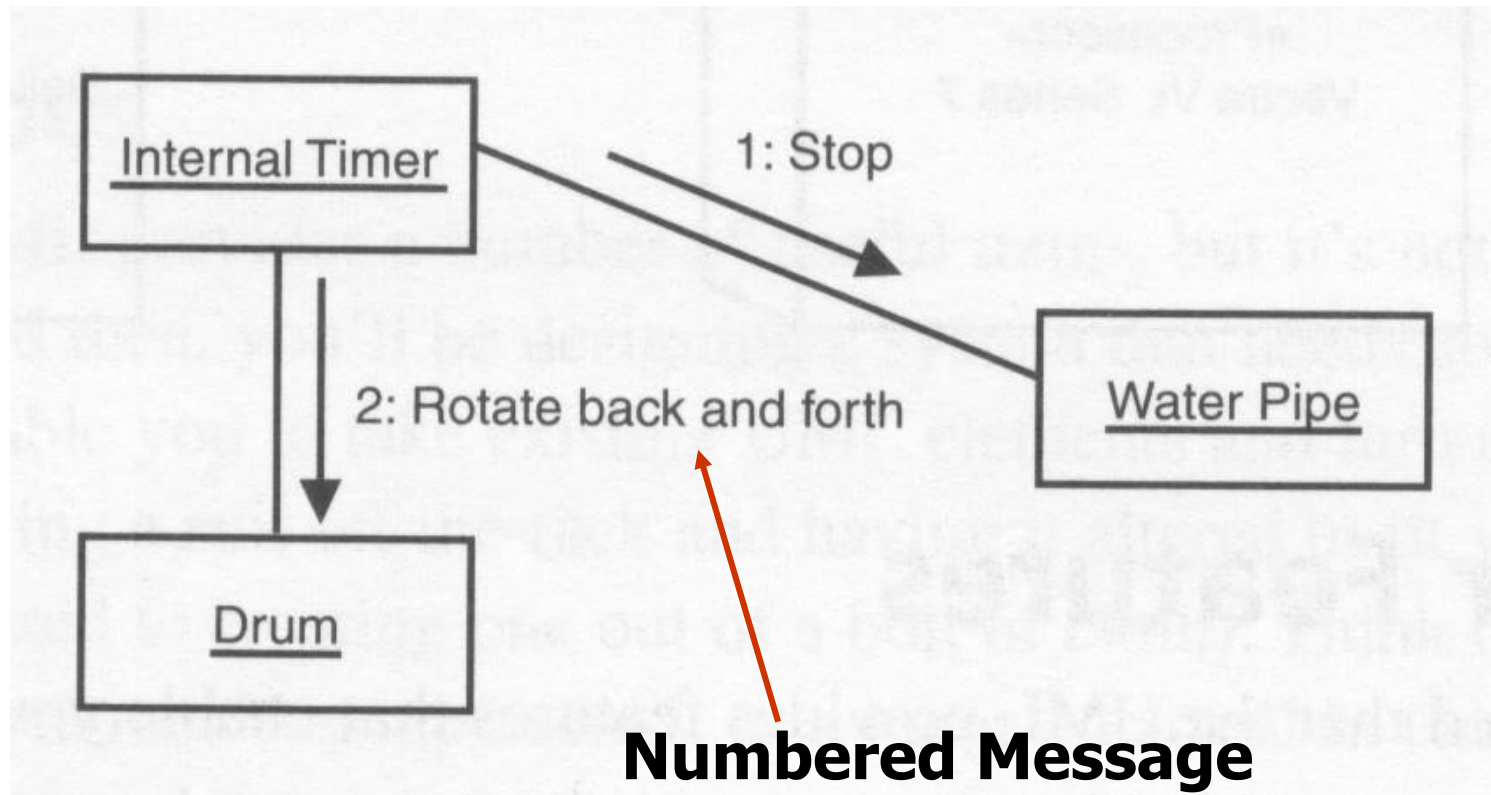 Internal Timer
1: Stop
Water Pipe
2: Rotate back and forth
Drum
Numbered Message